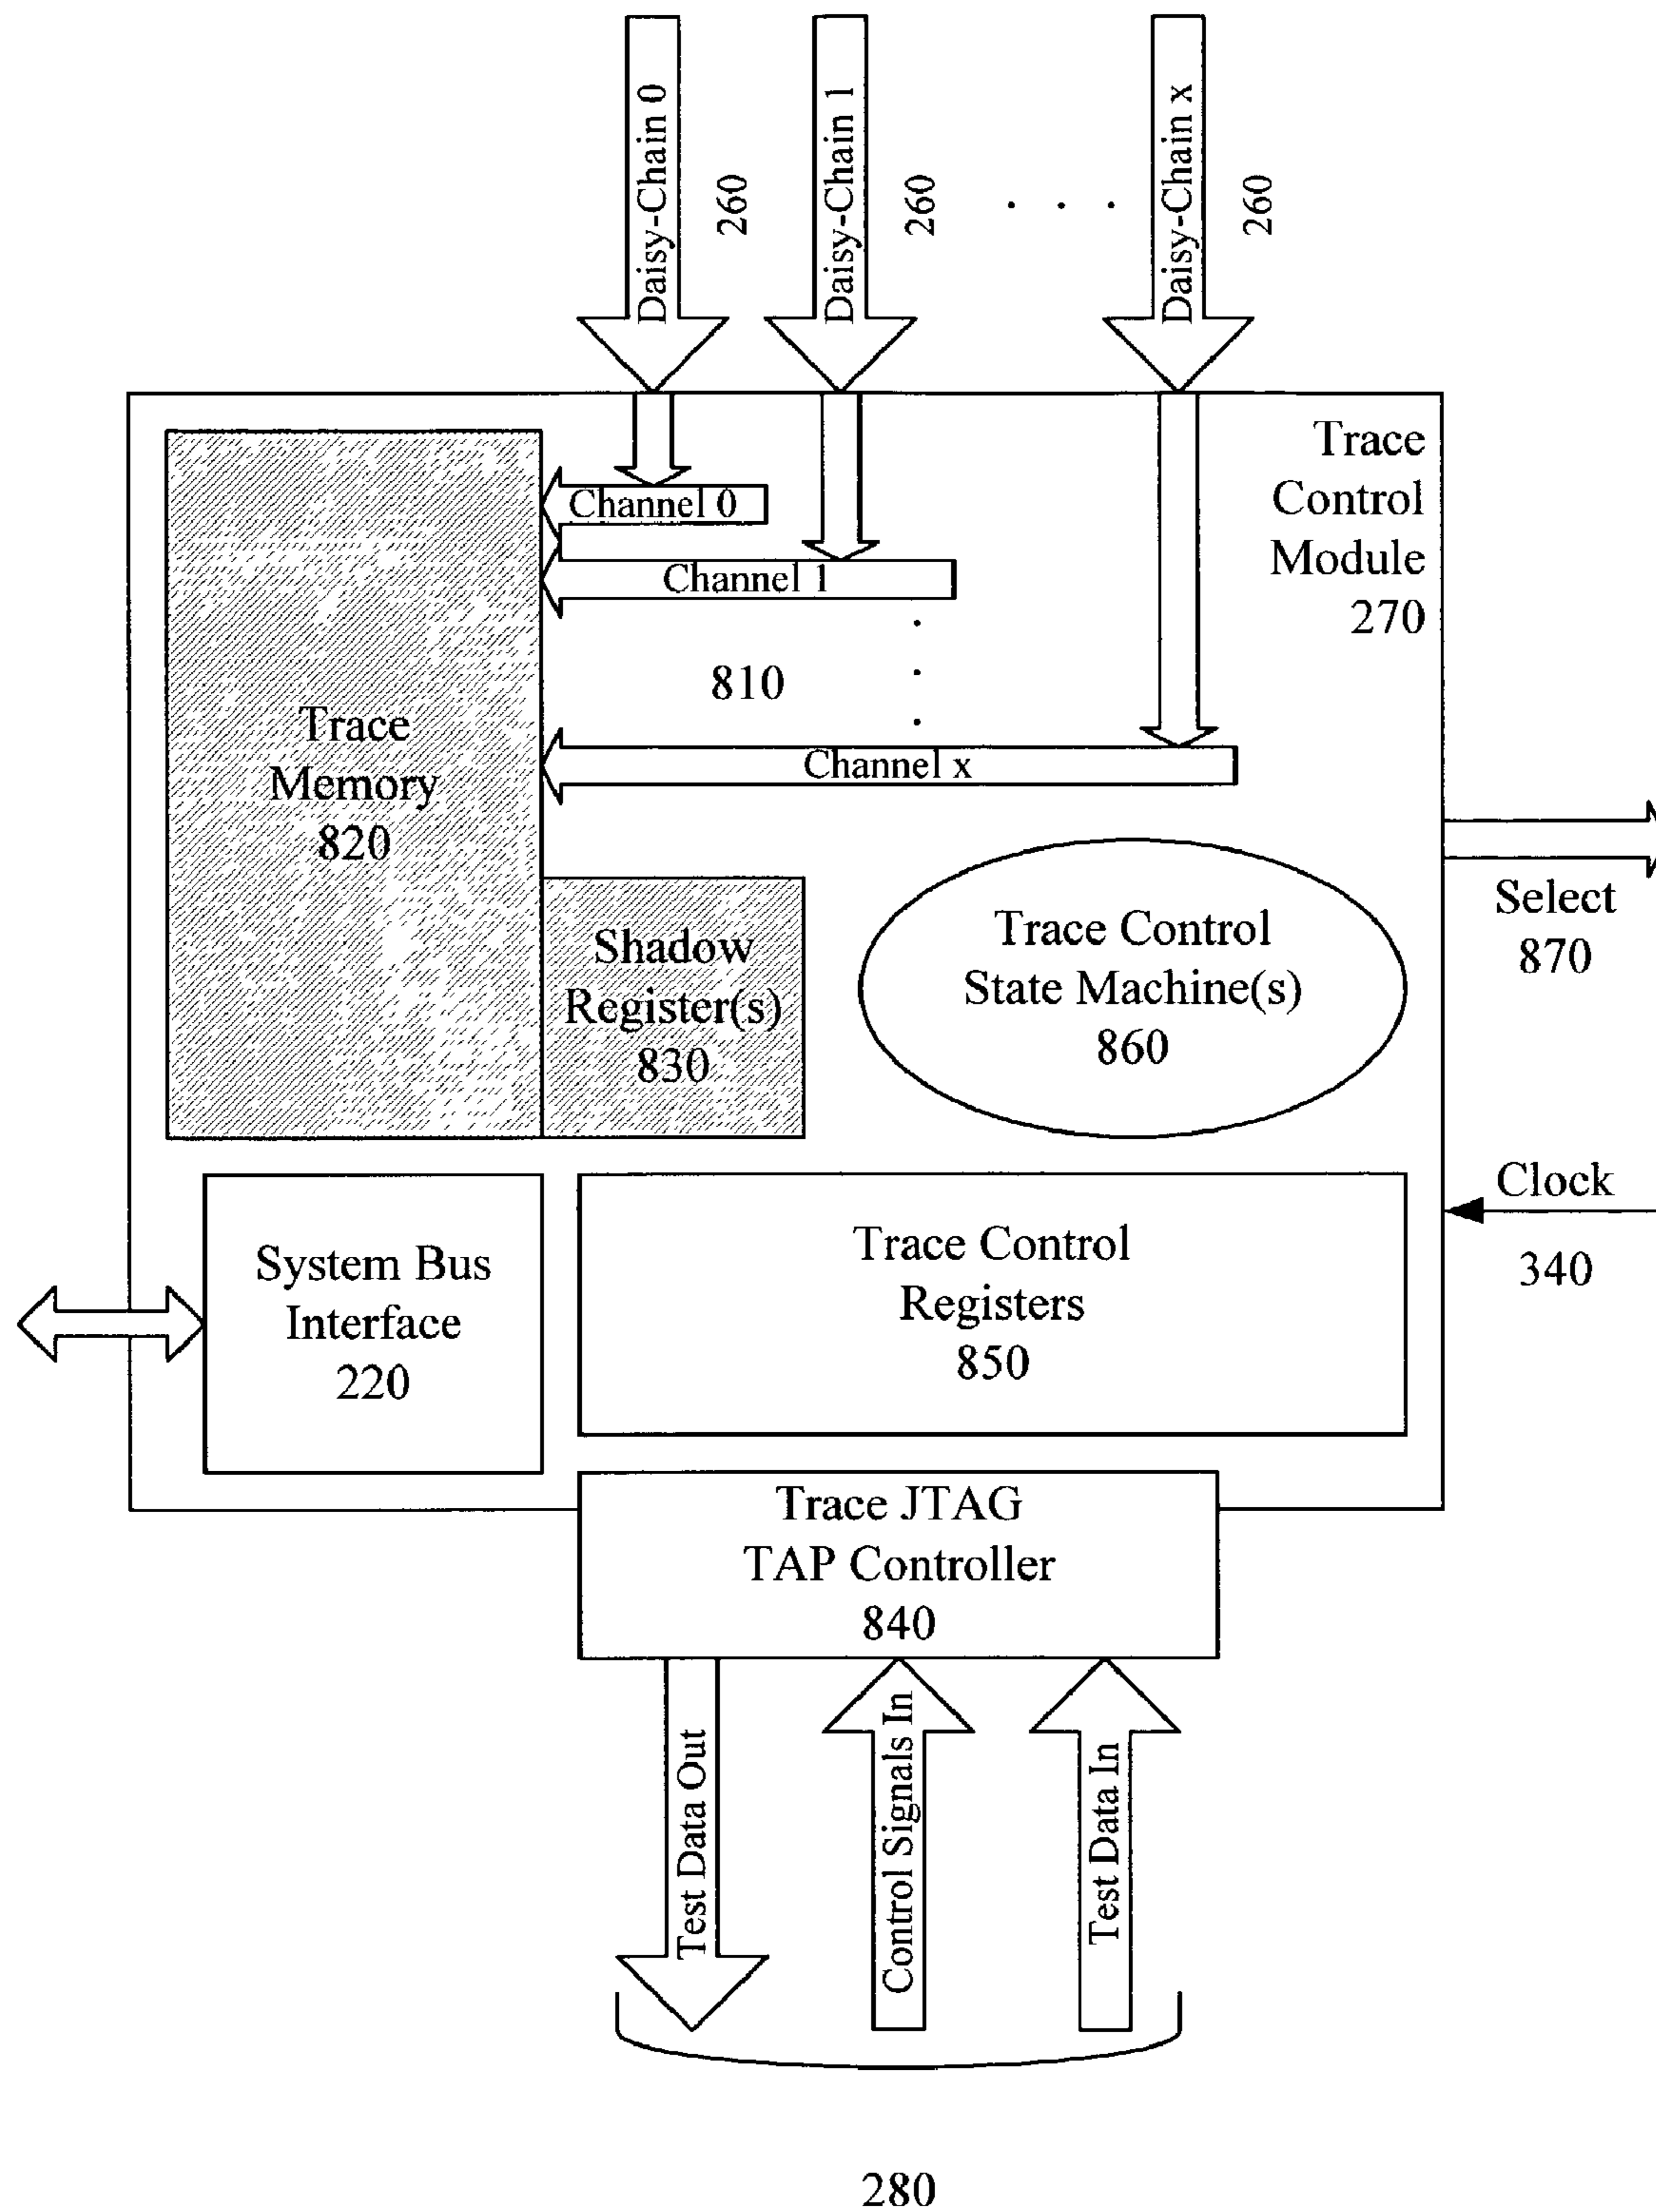 Daisy-Chain 0
260
Daisy-Chain 1
260
. . .
Daisy-Chain x
260
Trace
Control
Module
270
Channel 0
Channel 1
810
Channel x
Trace
Memory
820
Shadow
Register(s)
830
Trace Control
State Machine(s)
860
Select
870
Clock
340
System Bus
Interface
220
Trace Control
Registers
850
Trace JTAG
TAP Controller
840
Test Data Out
Control Signals In
Test Data In
280